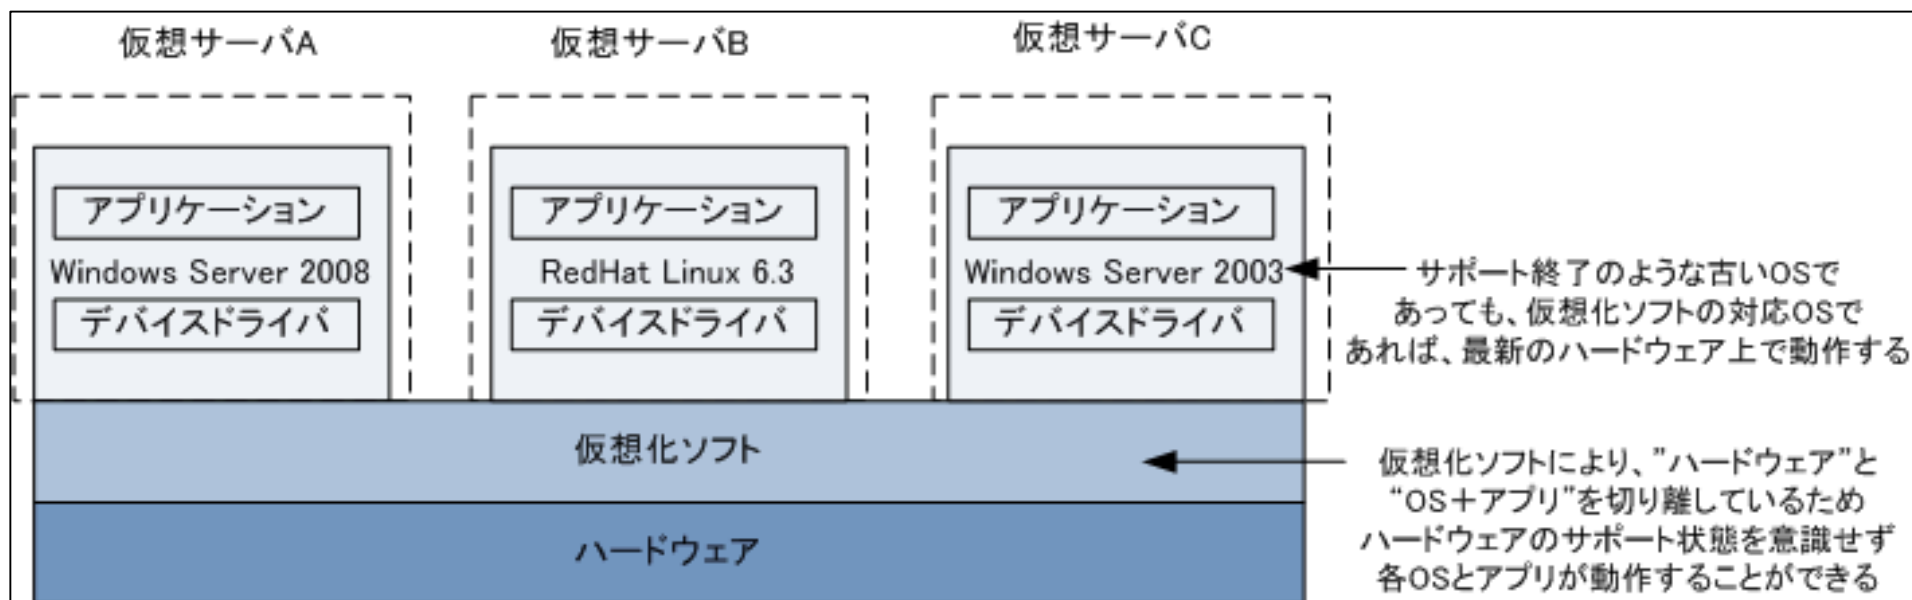 仮想サーバA
仮想サーバB
仮想サーバC
アプリケーション
アプリケーション
アプリケーション
Windows Server 2008
RedHat Linux 6.3
Windows Server 2003
デバイスドライバ
デバイスドライバ
デバイスドライバ
サポート終了のような古いOSで
あっても、仮想化ソフトの対応OSで
あれば、最新のハードウェア上で動作する
仮想化ソフト
仮想化ソフトにより、”ハードウェア”と
“OS＋アプリ”を切り離しているため
ハードウェアのサポート状態を意識せず
各OSとアプリが動作することができる
ハードウェア